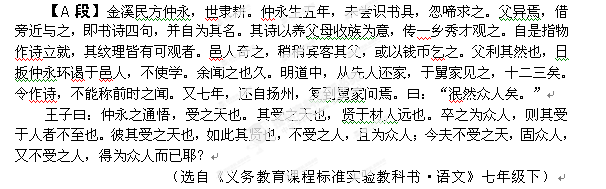 【A段】金溪民方仲永，世隶耕。仲永生五年，未尝识书具，忽啼求之。父异焉，借
旁近与之，即书诗四句，并自为其名。其诗以养父母收族为意，传一乡秀才观之。自是指物
作诗立就，其纹理皆有可观者。邑人奇之，稍稍宾客其父，或以钱币乞之。父利其然也，日
板仲永环谒于邑人，不使学。余闻之也久。明道中，从先人还家，于舅家见之，十二三矣。
令作诗，不能称前时之闻。又七年，还自扬州，复到舅家问焉。曰：“泯然众人矣。”
王子曰：仲永之通悟，受之天也。其受之天也，贤于林人远也。卒之为众人，则其受
于人者不至也。彼其受之天也，如此其贤也，不受之人，且为众人；今夫不受之天，固众人，
又不受之人，得为众人而已耶？
（选自《义务教育课程标准实验教科书·语文》七年级下）